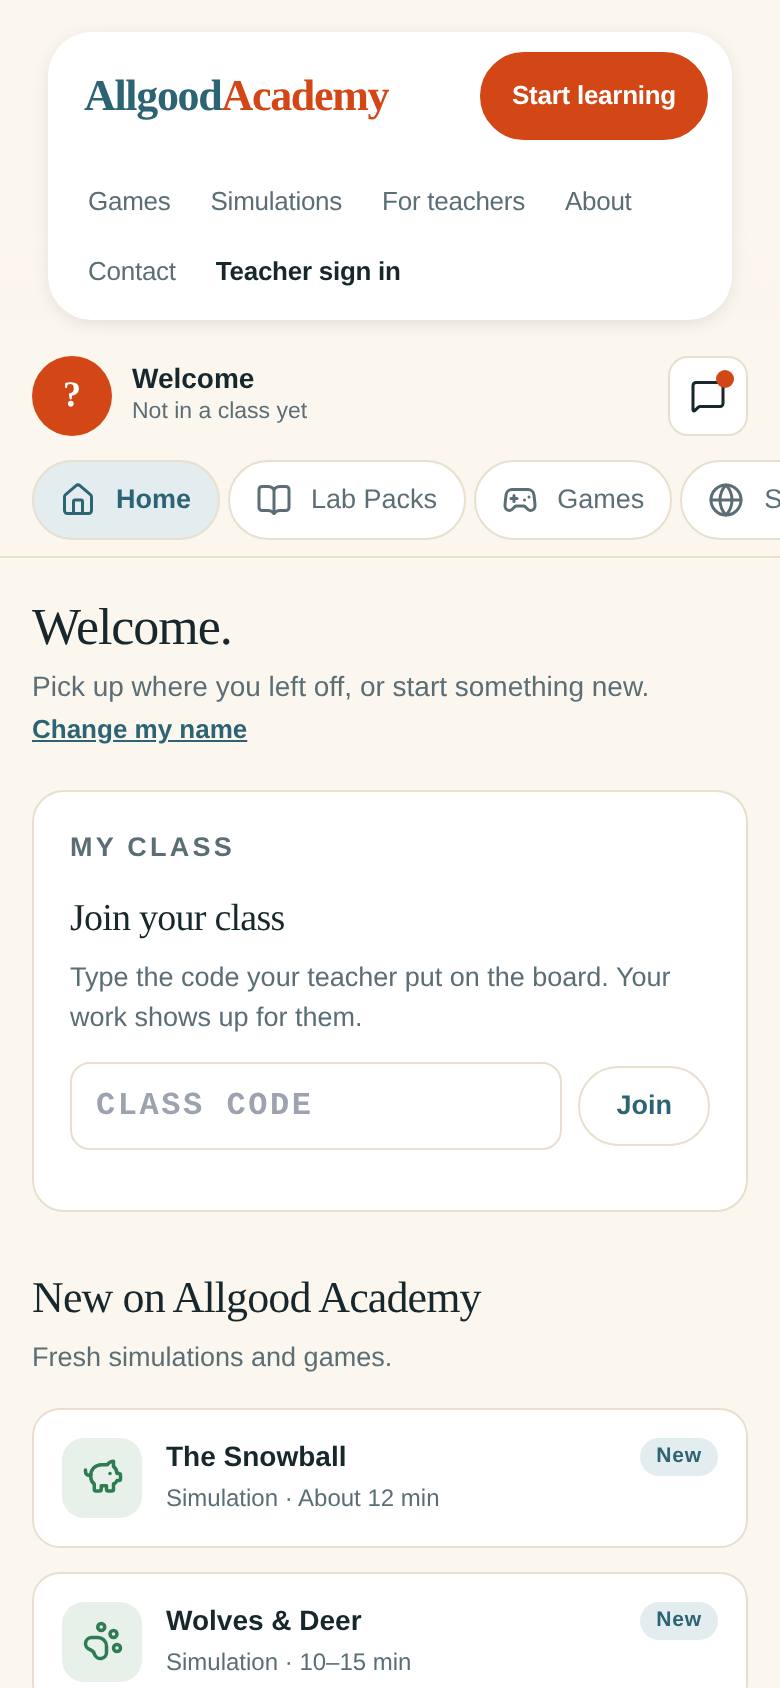 AllgoodAcademy
Start learning
Games Simulations For teachers About
Contact Teacher sign in
?
Welcome
Not in a class yet
Home Lab Packs Games S
Welcome.
Pick up where you left off, or start something new.
Change my name
MY CLASS
Join your class
Type the code your teacher put on the board. Your
work shows up for them.
CLASS CODE Join
New on Allgood Academy
Fresh simulations and games.
The Snowball New
Simulation · About 12 min
Wolves & Deer New
Simulation · 10–15 min